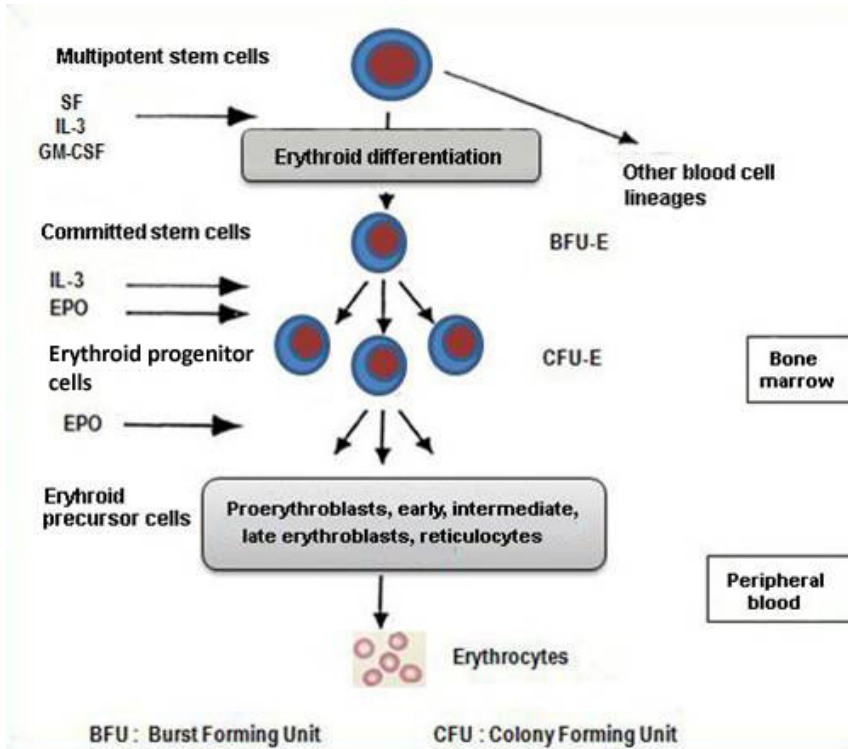 Multipotent stem cells
SF
IL-3
GM-CSF
Erythroid differentiation
Other blood cell
lineages
Committed stem cells
BFU-E
IL-3
EPO
Erythroid progenitor
cells
CFU-E
Bone
marrow
EPO
Eryhroid
precursor cells
Proerythroblasts, early, intermediate,
late erythroblasts, reticulocytes
Peripheral
blood
Erythrocytes
BFU : Burst Forming Unit
CFU : Colony Forming Unit